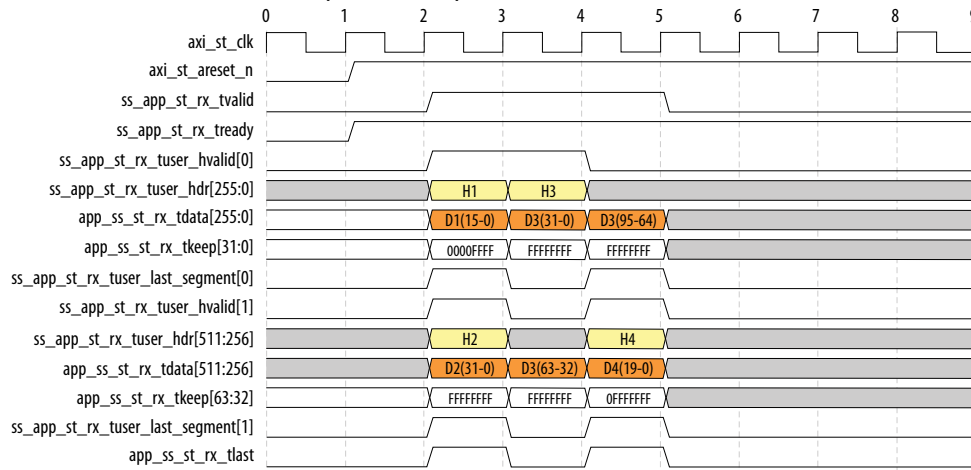 0 1 2 3 4 5 6 7 8 9
axi_st_clk
axi_st_areset_n
ss_app_st_rx_tvalid
ss_app_st_rx_tready
ss_app_st_rx_tuser_hvalid[0]
ss_app_st_rx_tuser_hdr[255:0] H1 H3
app_ss_st_rx_tdata[255:0] D1(15-0) D3(31-0) D3(95-64)
app_ss_st_rx_tkeep[31:0] 0000FFFF FFFFFFFF FFFFFFFF
ss_app_st_rx_tuser_last_segment[0]
ss_app_st_rx_tuser_hvalid[1]
ss_app_st_rx_tuser_hdr[511:256] H2 H4
app_ss_st_rx_tdata[511:256] D2(31-0) D3(63-32) D4(19-0)
app_ss_st_rx_tkeep[63:32] FFFFFFFF FFFFFFFF 0FFFFFFF
ss_app_st_rx_tuser_last_segment[1]
app_ss_st_rx_tlast